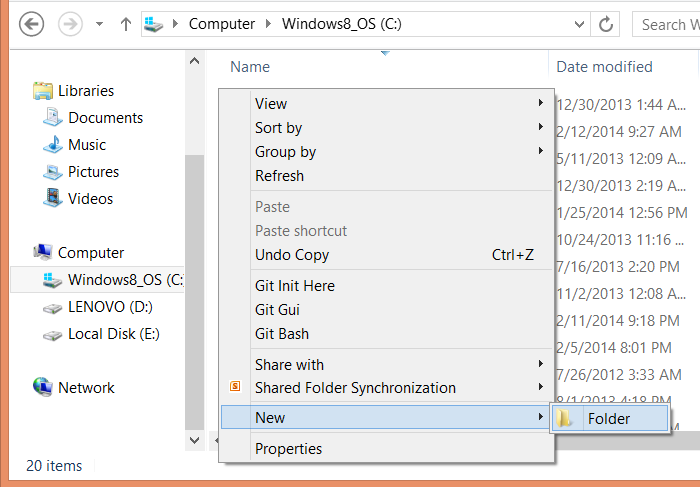 Computer Windows8_OS (C:) Search W
Name Date modified
Libraries
Documents
Music
Pictures
Videos
Computer
Windows8_OS (C:
LENOVO (D:)
Local Disk (E:)
Network
View
Sort by
Group by
Refresh
Paste
Paste shortcut
Undo Copy Ctrl+Z
Git Init Here
Git Gui
Git Bash
Share with
Shared Folder Synchronization
New
Properties
Folder
12/30/2013 1:44 A...
2/12/2014 9:27 AM
5/11/2013 12:09 A...
12/30/2013 2:19 A...
1/25/2014 12:56 PM
10/24/2013 11:16 ...
7/16/2013 2:20 PM
11/2/2013 12:08 A...
2/11/2014 9:18 PM
2/5/2014 8:01 PM
7/26/2012 3:33 AM
8/1/2013 4:18 PM
20 items